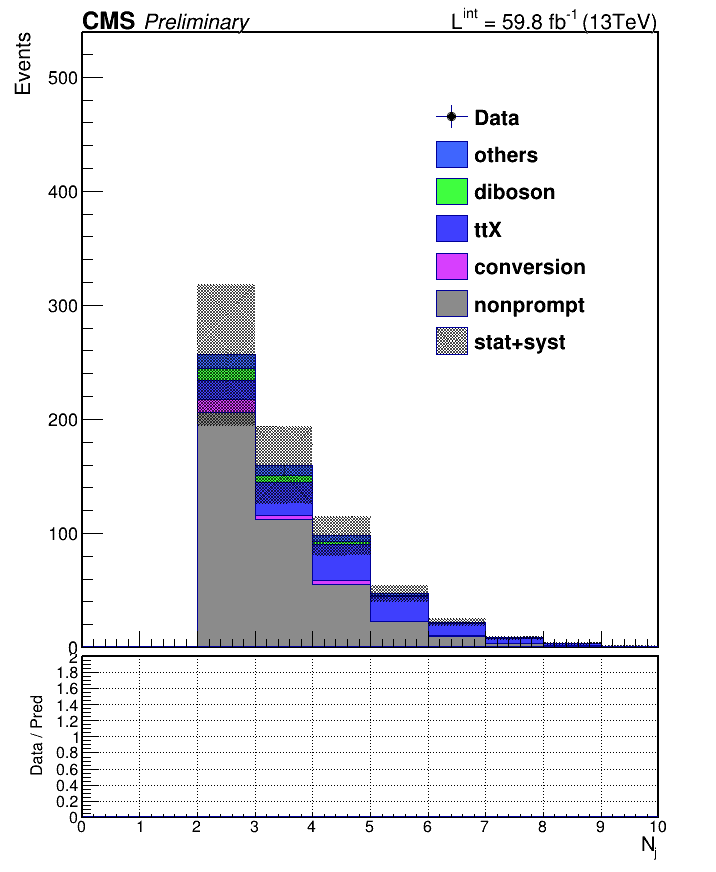 CMS Preliminary
L^int = 59.8 fb^-1 (13TeV)
Events
500
400
300
200
100
0
Data
others
diboson
ttX
conversion
nonprompt
stat+syst
Data / Pred
2
1.8
1.6
1.4
1.2
1
0.8
0.6
0.4
0.2
0
0 1 2 3 4 5 6 7 8 9 10
N_j